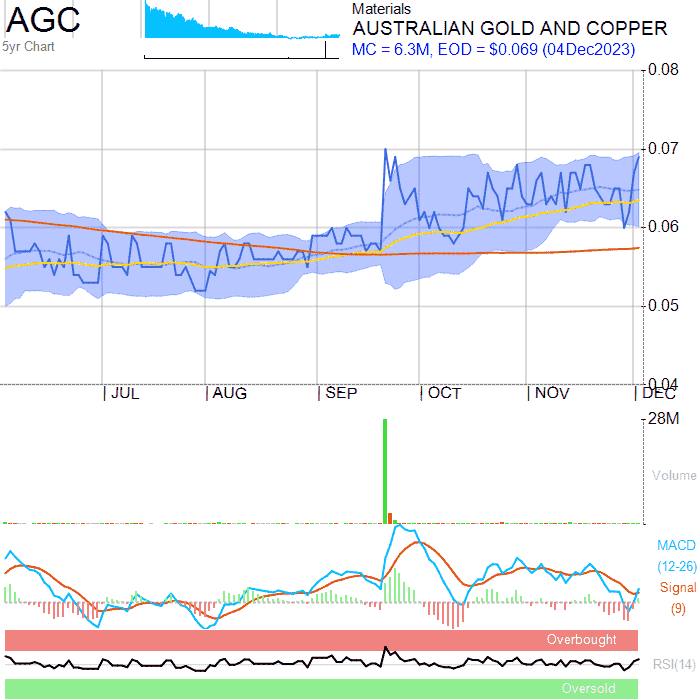 AGC
5yr Chart
Materials
AUSTRALIAN GOLD AND COPPER
MC = 6.3M, EOD = $0.069 (04Dec2023)
0.08
0.07
0.06
0.05
0.04
JUL AUG SEP OCT NOV DEC
28M
Volume
MACD
(12-26)
Signal
(9)
Overbought
RSI(14)
Oversold